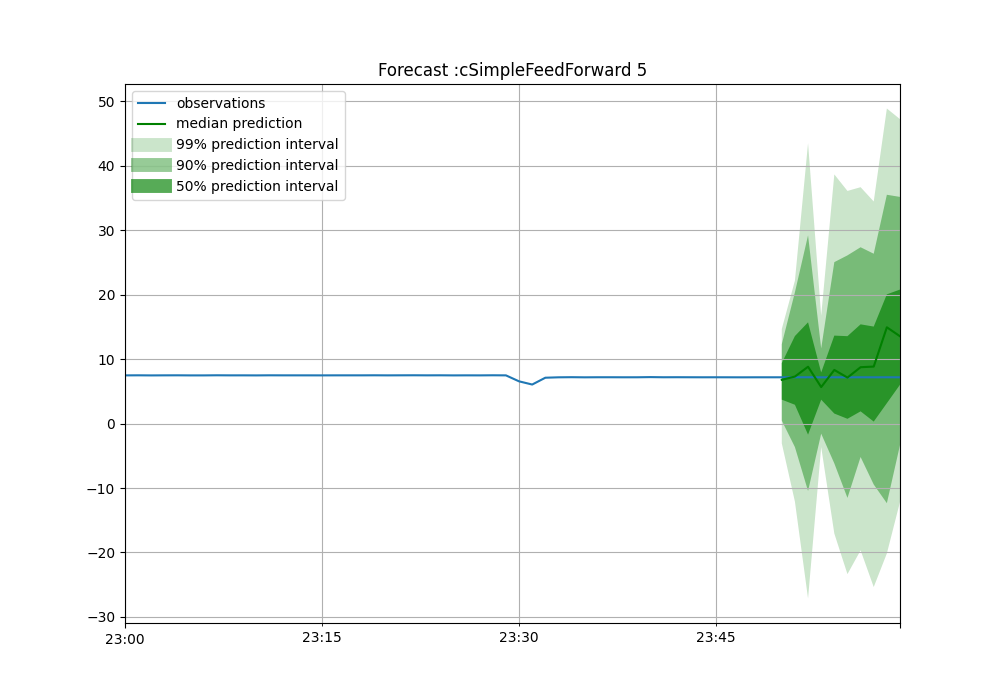 Forecast :cSimpleFeedForward 5
observations
median prediction
99% prediction interval
90% prediction interval
50% prediction interval
50
40
30
20
10
0
−10
−20
−30
23:00 23:15 23:30 23:45